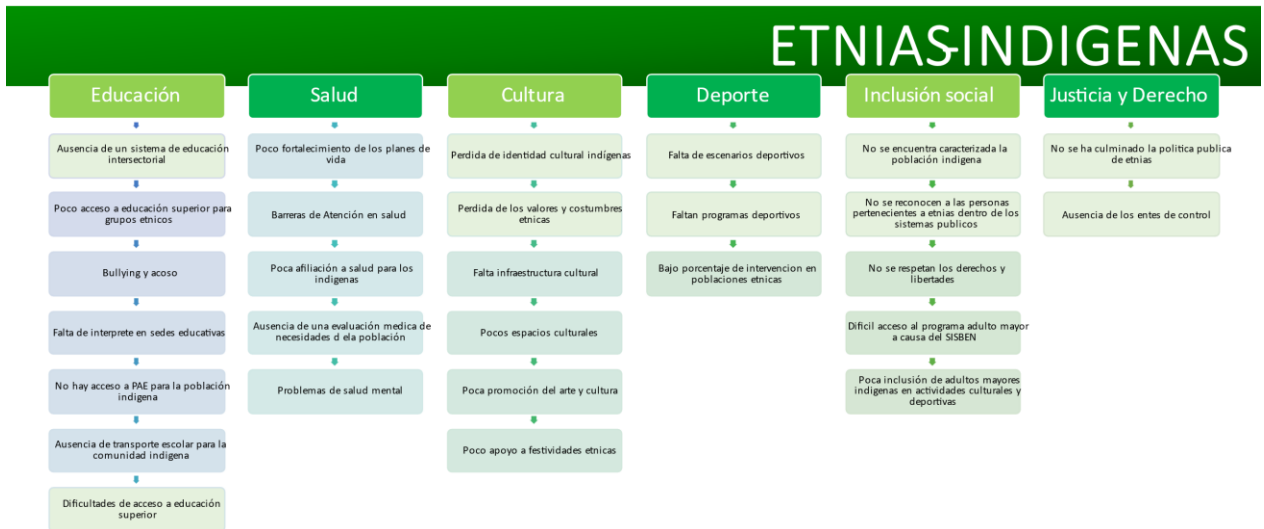 ETNIAS-INDIGENAS
Educación
Ausencia de un sistema de educación
intersectorial
Poco acceso a educación superior para
grupos etnicos
Bullying y acoso
Falta de interprete en sedes educativas
No hay acceso a PAE para la población
indigena
Ausencia de transporte escolar para la
comunidad indigena
Dificultades de acceso a educación
superior
Salud
Poco fortalecimiento de los planes de
vida
Barreras de Atención en salud
Poca afiliación a salud para los
indigenas
Ausencia de una evaluación medica de
necesidades d ela población
Problemas de salud mental
Cultura
Perdida de identidad cultural indígenas
Perdida de los valores y costumbres
etnicas
Falta infraestructura cultural
Pocos espacios culturales
Poca promoción del arte y cultura
Poco apoyo a festividades etnicas
Deporte
Falta de escenarios deportivos
Faltan programas deportivos
Bajo porcentaje de intervencion en
poblaciones etnicas
Inclusión social
No se encuentra caracterizada la
población indigena
No se reconocen a las personas
pertenecientes a etnias dentro de los
sistemas publicos
No se respetan los derechos y
libertades
Dificil acceso al programa adulto mayor
a causa del SISBEN
Poca inclusión de adultos mayores
indigenas en actividades culturales y
deportivas
Justicia y Derecho
No se ha culminado la politica publica
de etnias
Ausencia de los entes de control